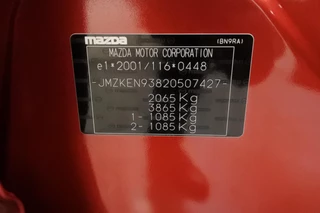 mazda (BN9RA)
MAZDA MOTOR CORPORATION
e1*2001/116*0448
-JMZKEN93820507427-
2065 Kg
3865 Kg
1- 1085 Kg
2- 1085 Kg